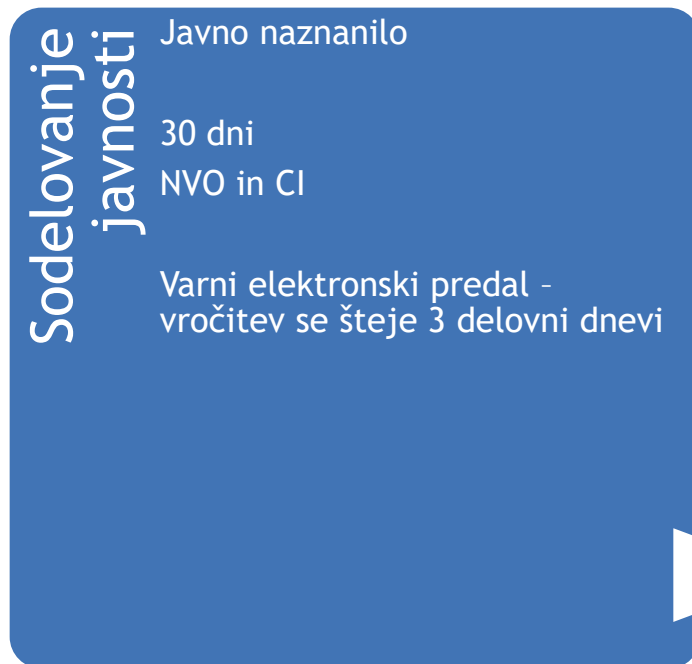 Sodelovanje
javnosti
Javno naznanilo
30 dni
NVO in CI
Varni elektronski predal –
vročitev se šteje 3 delovni dnevi